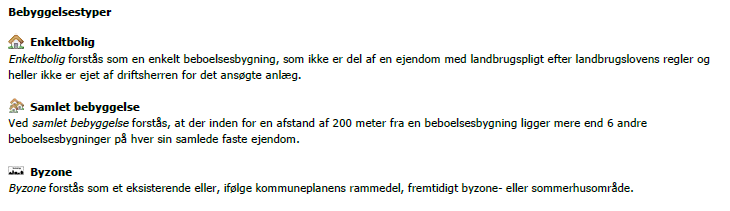 Bebyggelsestyper
Enkeltbolig
Enkeltbolig forstås som en enkelt beboelsesbygning, som ikke er del af en ejendom med landbrugspligt efter landbrugslovens regler og
heller ikke er ejet af driftsherren for det ansøgte anlæg.
Samlet bebyggelse
Ved samlet bebyggelse forstås, at der inden for en afstand af 200 meter fra en beboelsesbygning ligger mere end 6 andre
beboelsesbygninger på hver sin samlede faste ejendom.
Byzone
Byzone forstås som et eksisterende eller, ifølge kommuneplanens rammedel, fremtidigt byzone- eller sommerhusområde.